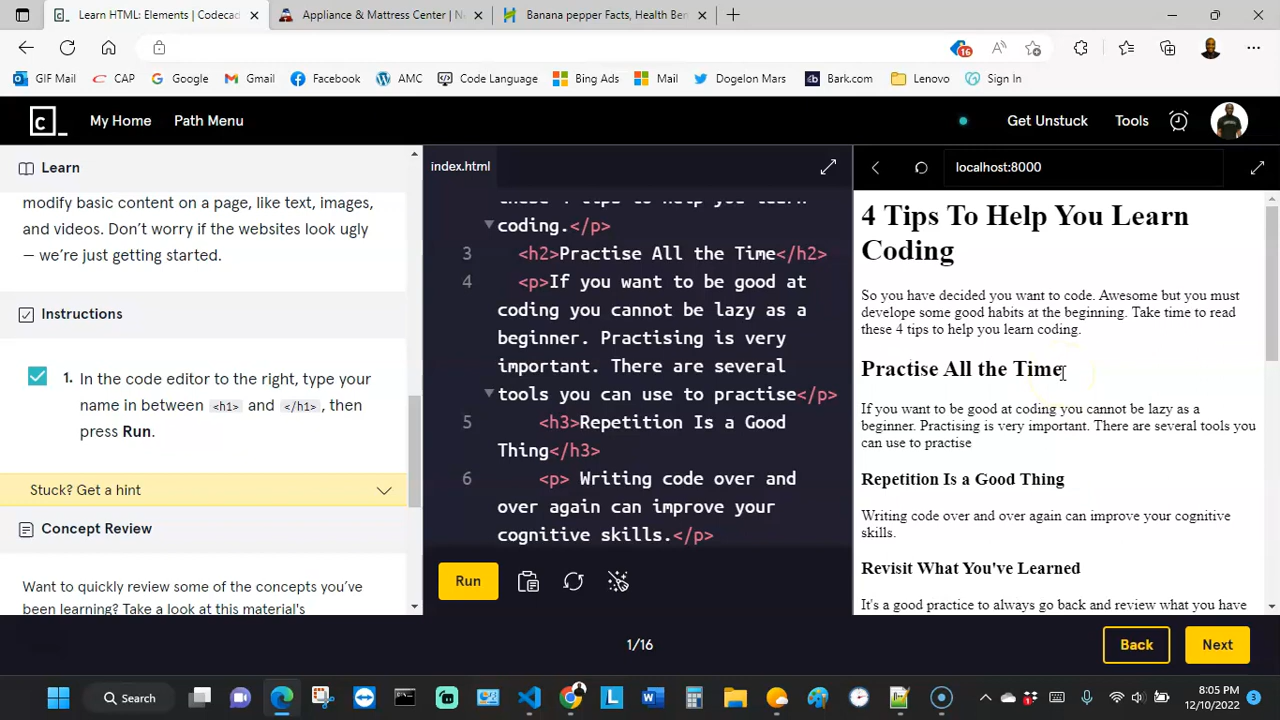 Learn HTML: Elements | Codecad
Appliance & Mattress Center | Ne
Banana pepper Facts, Health Ben
16
GIF Mail
CAP
Google
Gmail
Facebook
AMC
Code Language
Bing Ads
Mail
Dogelon Mars
Bark.com
Lenovo
Sign In
My Home
Path Menu
Get Unstuck
Tools
Learn
modify basic content on a page, like text, images,
and videos. Don't worry if the websites look ugly
— we're just getting started.
Instructions
1. In the code editor to the right, type your
name in between <h1> and </h1>, then
press Run.
Stuck? Get a hint
Concept Review
Want to quickly review some of the concepts you've
been learning? Take a look at this material's
index.html
these 4 tips to help you learn
coding.</p>
3 <h2>Practise All the Time</h2>
4 <p>If you want to be good at
coding you cannot be lazy as a
beginner. Practising is very
important. There are several
tools you can use to practise</p>
5 <h3>Repetition Is a Good
Thing</h3>
6 <p> Writing code over and
over again can improve your
cognitive skills.</p>
Run
localhost:8000
4 Tips To Help You Learn
Coding
So you have decided you want to code. Awesome but you must
develope some good habits at the beginning. Take time to read
these 4 tips to help you learn coding.
Practise All the Time
If you want to be good at coding you cannot be lazy as a
beginner. Practising is very important. There are several tools you
can use to practise
Repetition Is a Good Thing
Writing code over and over again can improve your cognitive
skills.
Revisit What You've Learned
It's a good practice to always go back and review what you have
1/16
Back
Next
Search
8:05 PM
12/10/2022
3